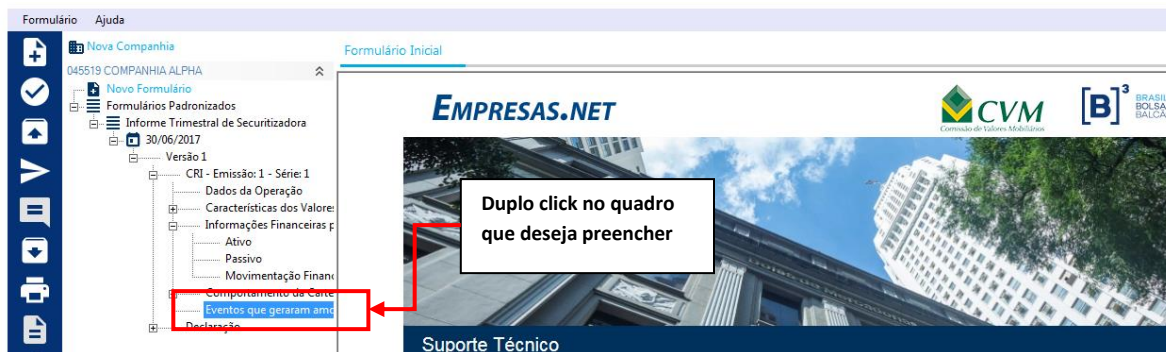 Formulário Ajuda
Nova Companhia
Formulário Inicial
045519 COMPANHIA ALPHA
Novo Formulário
Formulários Padronizados
Informe Trimestral de Securitizadora
30/06/2017
Versão 1
CRI - Emissão: 1 - Série: 1
Dados da Operação
Características dos Valore
Informações Financeiras p
Ativo
Passivo
Movimentação Finan
Comportamento da Carte
Eventos que geraram amo
Declaração
EMPRESAS.NET
CVM
Comissão de Valores Mobiliários
[B]³
BRASIL
BOLSA
BALCÃ
Duplo click no quadro
que deseja preencher
Suporte Técnico